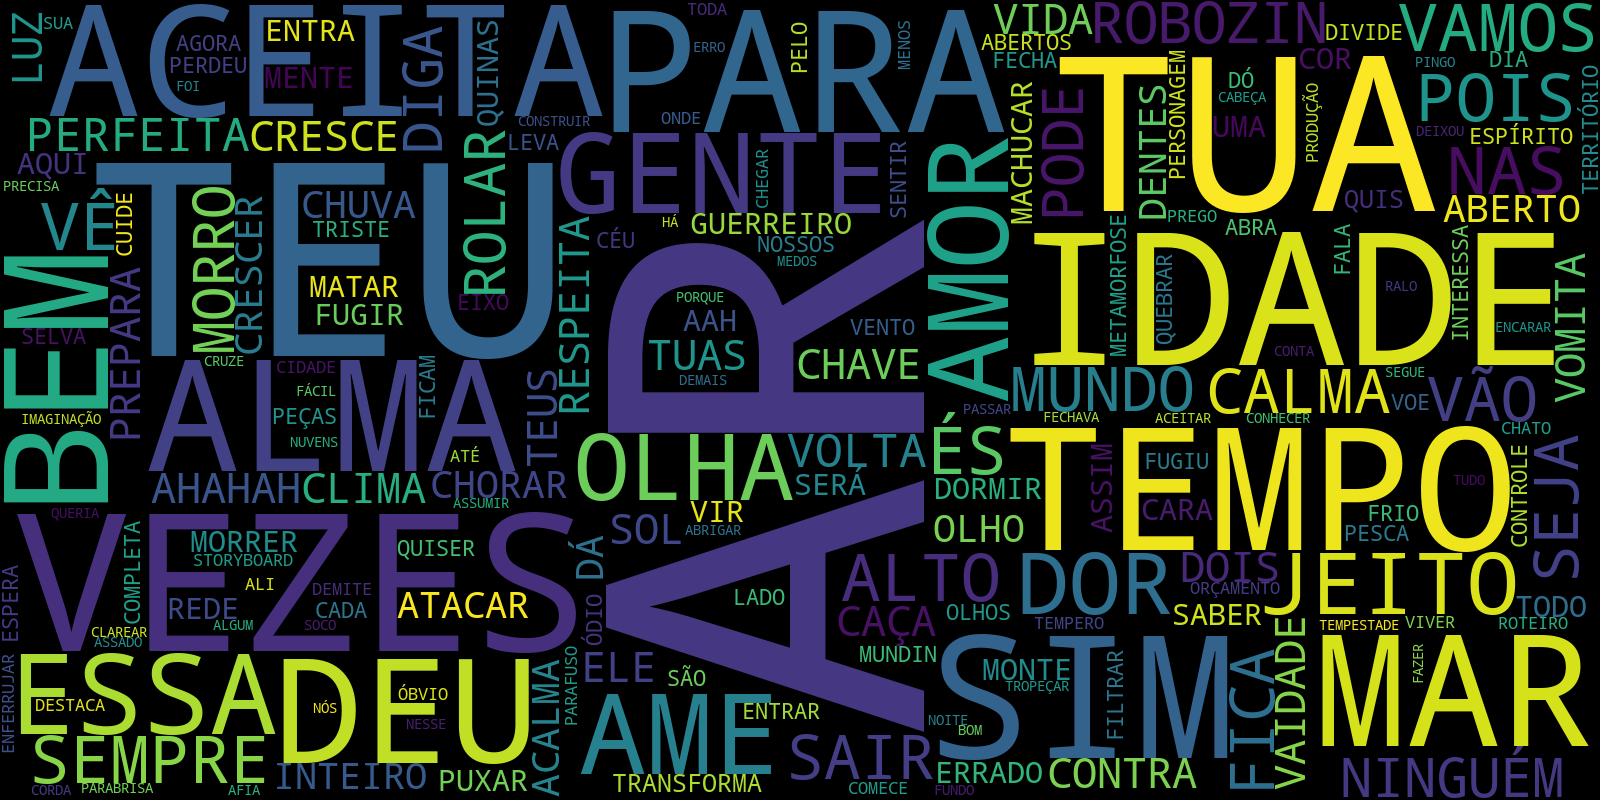 LUZ
SUA
ACEITA
AGORA
PERDEU
FOI
ENTRA
MENTE
DIGA
QUINAS
PARA
TODA
ERRO
PELO
MENOS
ONDE
CONSTRUIR
LEVA
VIDA
ROBOZIN
DIVIDE
VAMOS
ABERTOS
FECHA
COR
PINGO
DIA
TUA
DÓ
CABEÇA
UMA
PERSONAGEM
PRODUÇÃO
POIS
DEIXOU
ESPÍRITO
TERRITÓRIO
NAS
QUIS
ABERTO
PREGO
ABRA
DENTES
PODE
MACHUCAR
AMOR
PERFEITA
CRESCE
AQUI
PRECISA
VÊ
CUIDE
TEU
MORRO
CRESCER
CHUVA
TRISTE
MATAR
FUGIR
EIXO
ROLAR
GENTE
CHEGAR
SENTIR
HÁ
GUERREIRO
CÉU
NOSSOS
MEDOS
RESPEITA
PORQUE
AAH
TUAS
DEMAIS
VENTO
CHAVE
AR
BEM
SELVA
PREPARA
IMAGINAÇÃO
CRUZE
CIDADE
FÁCIL
PEÇAS
NUVENS
FICAM
ALMA
ATÉ
TEUS
IDADE
METAMORFOSE
QUEBRAR
FALA
INTERESSA
RALO
ENCARAR
VOMITA
CONTA
SEGUE
MUNDO
CALMA
VOE
VÃO
PASSAR
FECHAVA
ACEITAR
CONHECER
CHATO
AHAHAH
CLIMA
CHORAR
ASSUMIR
OLHA
VOLTA
SERÁ
ÉS
DORMIR
OLHO
TEMPO
ASSIM
FUGIU
CARA
TUDO
FRIO
PESCA
CONTROLE
SEJA
QUERIA
VEZES
COMPLETA
MORRER
STORYBOARD
QUISER
ALI
DEMITE
REDE
CADA
ALGUM
SOCO
ATACAR
ESPERA
CLAREAR
ASSADO
SOL
VIR
ABRIGAR
DÁ
ÓDIO
LADO
ALTO
CAÇA
OLHOS
MUNDIN
DOR
TEMPERO
DOIS
ORÇAMENTO
SABER
JEITO
TODO
TEMPESTADE
VIVER
ROTEIRO
ENFERRUJAR
ESSA
DESTACA
DEU
NÓS
ÓBVIO
NESSE
ACALMA
PARAFUSO
ELE
SÃO
AME
ENTRAR
TRANSFORMA
SAIR
COMECE
NOITE
BOM
SIM
MONTE
TROPEÇAR
FILTRAR
FICA
VAIDADE
MAR
FAZER
SEMPRE
CORDA
PARABRISA
AFIA
INTEIRO
PUXAR
ERRADO
FUNDO
CONTRA
NINGUÉM